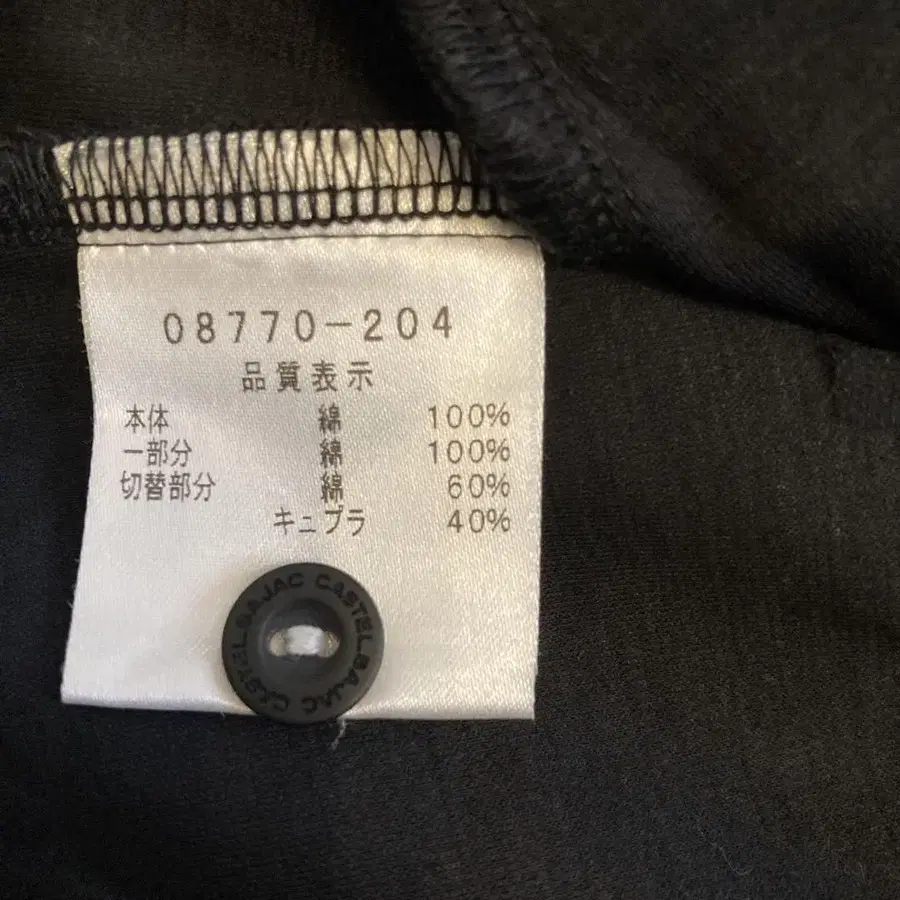 08770-204
品質表示
本体 綿 100%
一部分 綿 100%
切替部分 綿 60%
キュプラ 40%
CASTELBAJAC CASTELBAJAC